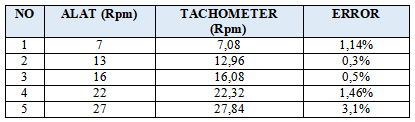 NO ALAT (Rpm) TACHOMETER (Rpm) ERROR
1 7 7,08 1,14%
2 13 12,96 0,3%
3 16 16,08 0,5%
4 22 22,32 1,46%
5 27 27,84 3,1%